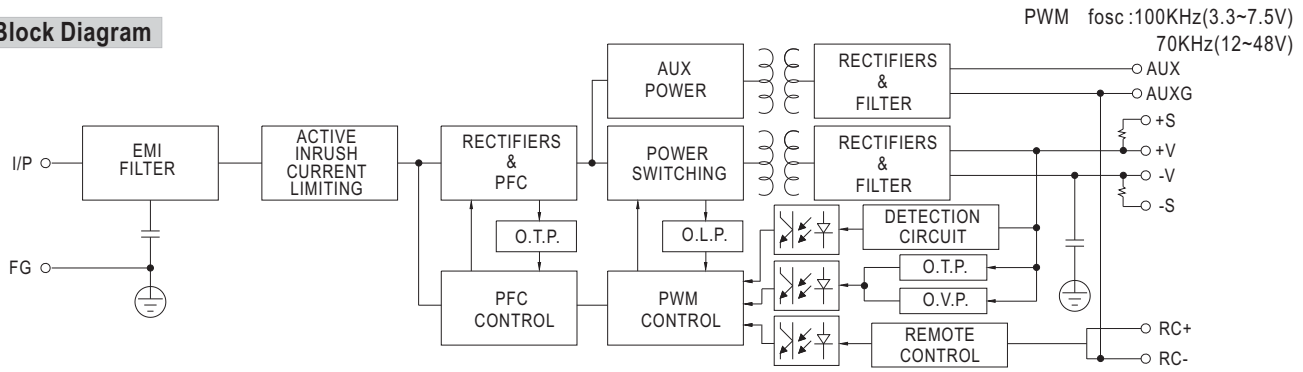 Block Diagram
PWM fosc :100KHz(3.3~7.5V)
70KHz(12~48V)
I/P
EMI
FILTER
ACTIVE
INRUSH
CURRENT
LIMITING
RECTIFIERS
&
PFC
AUX
POWER
POWER
SWITCHING
RECTIFIERS
&
FILTER
RECTIFIERS
&
FILTER
AUX
AUXG
+S
+V
-V
-S
O.T.P.
O.L.P.
DETECTION
CIRCUIT
O.T.P.
O.V.P.
FG
PFC
CONTROL
PWM
CONTROL
REMOTE
CONTROL
RC+
RC-